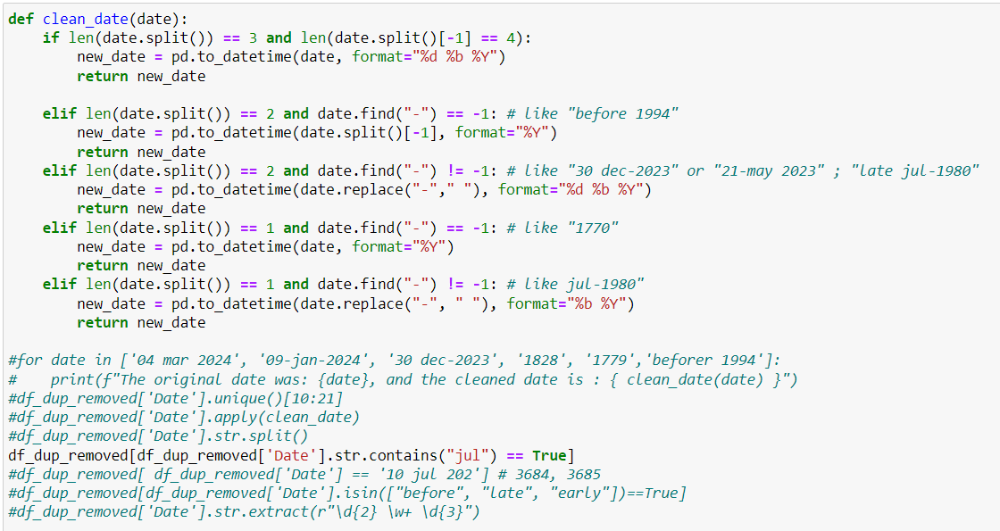 def clean_date(date):
    if len(date.split()) == 3 and len(date.split()[-1] == 4):
        new_date = pd.to_datetime(date, format="%d %b %Y")
        return new_date

    elif len(date.split()) == 2 and date.find("-") == -1: # like "before 1994"
        new_date = pd.to_datetime(date.split()[-1], format="%Y")
        return new_date
    elif len(date.split()) == 2 and date.find("-") != -1: # like "30 dec-2023" or "21-may 2023" ; "late jul-1980"
        new_date = pd.to_datetime(date.replace("-"," "), format="%d %b %Y")
        return new_date
    elif len(date.split()) == 1 and date.find("-") == -1: # like "1770"
        new_date = pd.to_datetime(date, format="%Y")
        return new_date
    elif len(date.split()) == 1 and date.find("-") != -1: # like jul-1980"
        new_date = pd.to_datetime(date.replace("-", " "), format="%b %Y")
        return new_date

#for date in ['04 mar 2024', '09-jan-2024', '30 dec-2023', '1828', '1779','beforer 1994']:
#    print(f"The original date was: {date}, and the cleaned date is : { clean_date(date) }")
#df_dup_removed['Date'].unique()[10:21]
#df_dup_removed['Date'].apply(clean_date)
#df_dup_removed['Date'].str.split()
df_dup_removed[df_dup_removed['Date'].str.contains("jul") == True]
#df_dup_removed[ df_dup_removed['Date'] == '10 jul 202'] # 3684, 3685
#df_dup_removed[df_dup_removed['Date'].isin(["before", "late", "early"])==True]
#df_dup_removed['Date'].str.extract(r"\d{2} \w+ \d{3}")